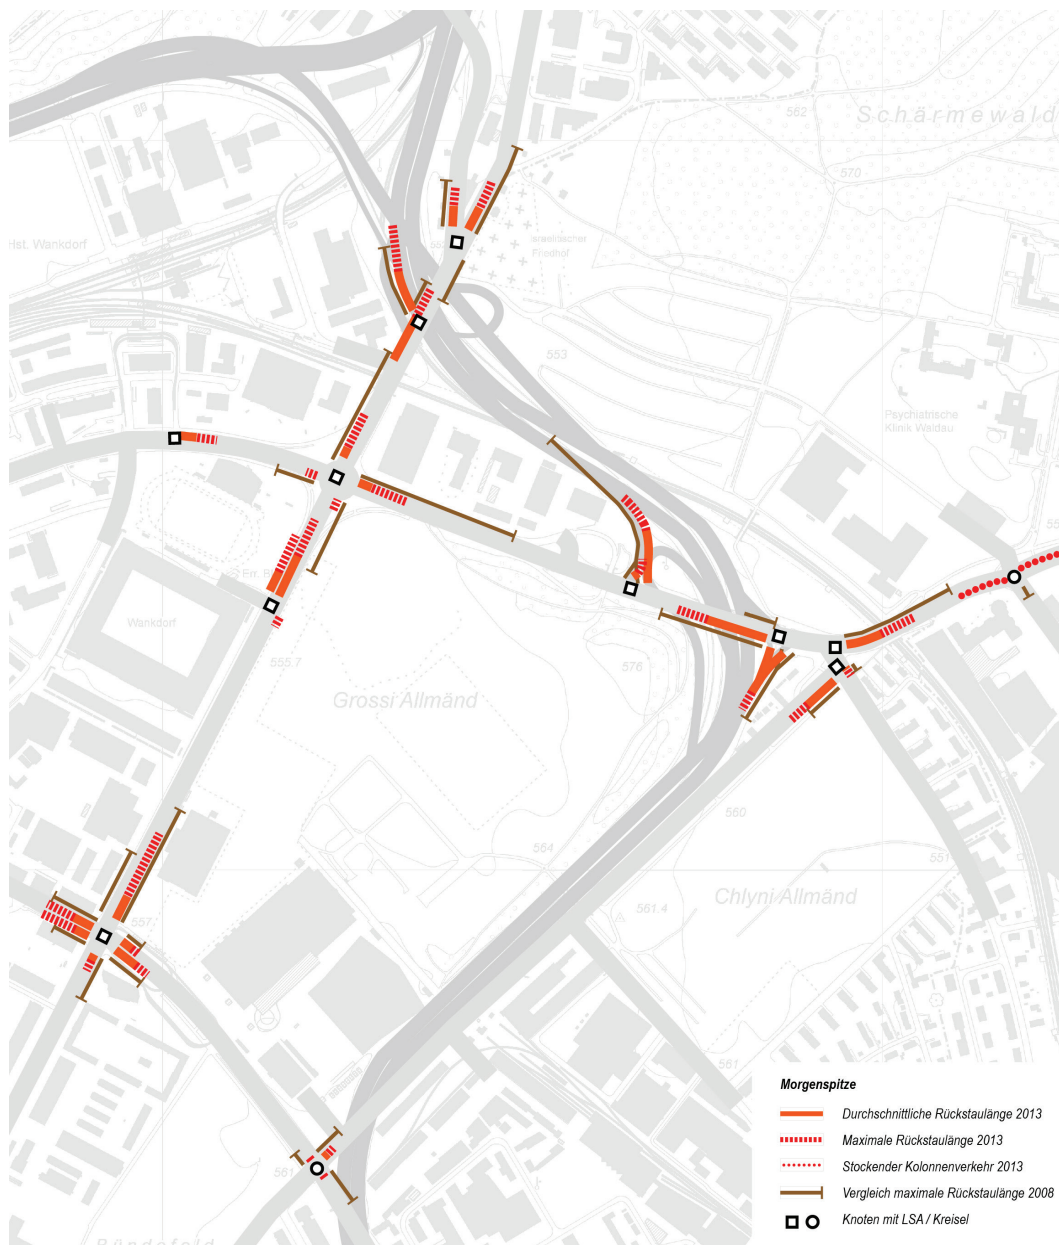 562
Schärmewald
570
Hst. Wankdorf
582
Israelitischer
Friedhof
553
Psychiatrische
Klinik Waldau
55
Wankdorf
555.7
576
Grossi Allmänd
560
564
551
Chlyni Allmänd
561.4
557
561
561
Morgenspitze
Durchschnittliche Rückstaulänge 2013
Maximale Rückstaulänge 2013
Stockender Kolonnenverkehr 2013
Vergleich maximale Rückstaulänge 2008
Knoten mit LSA / Kreisel